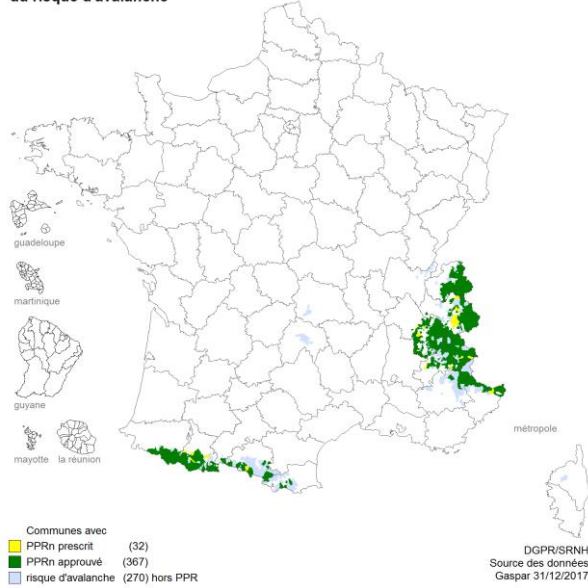 du risque d'avalanche
guadeloupe
martinique
guyane
mayotte la réunion
métropole
Communes avec
PPRn prescrit (32)
PPRn approuvé (367)
risque d'avalanche (270) hors PPR
DGPR/SRNH
Source des données
Gaspar 31/12/2017